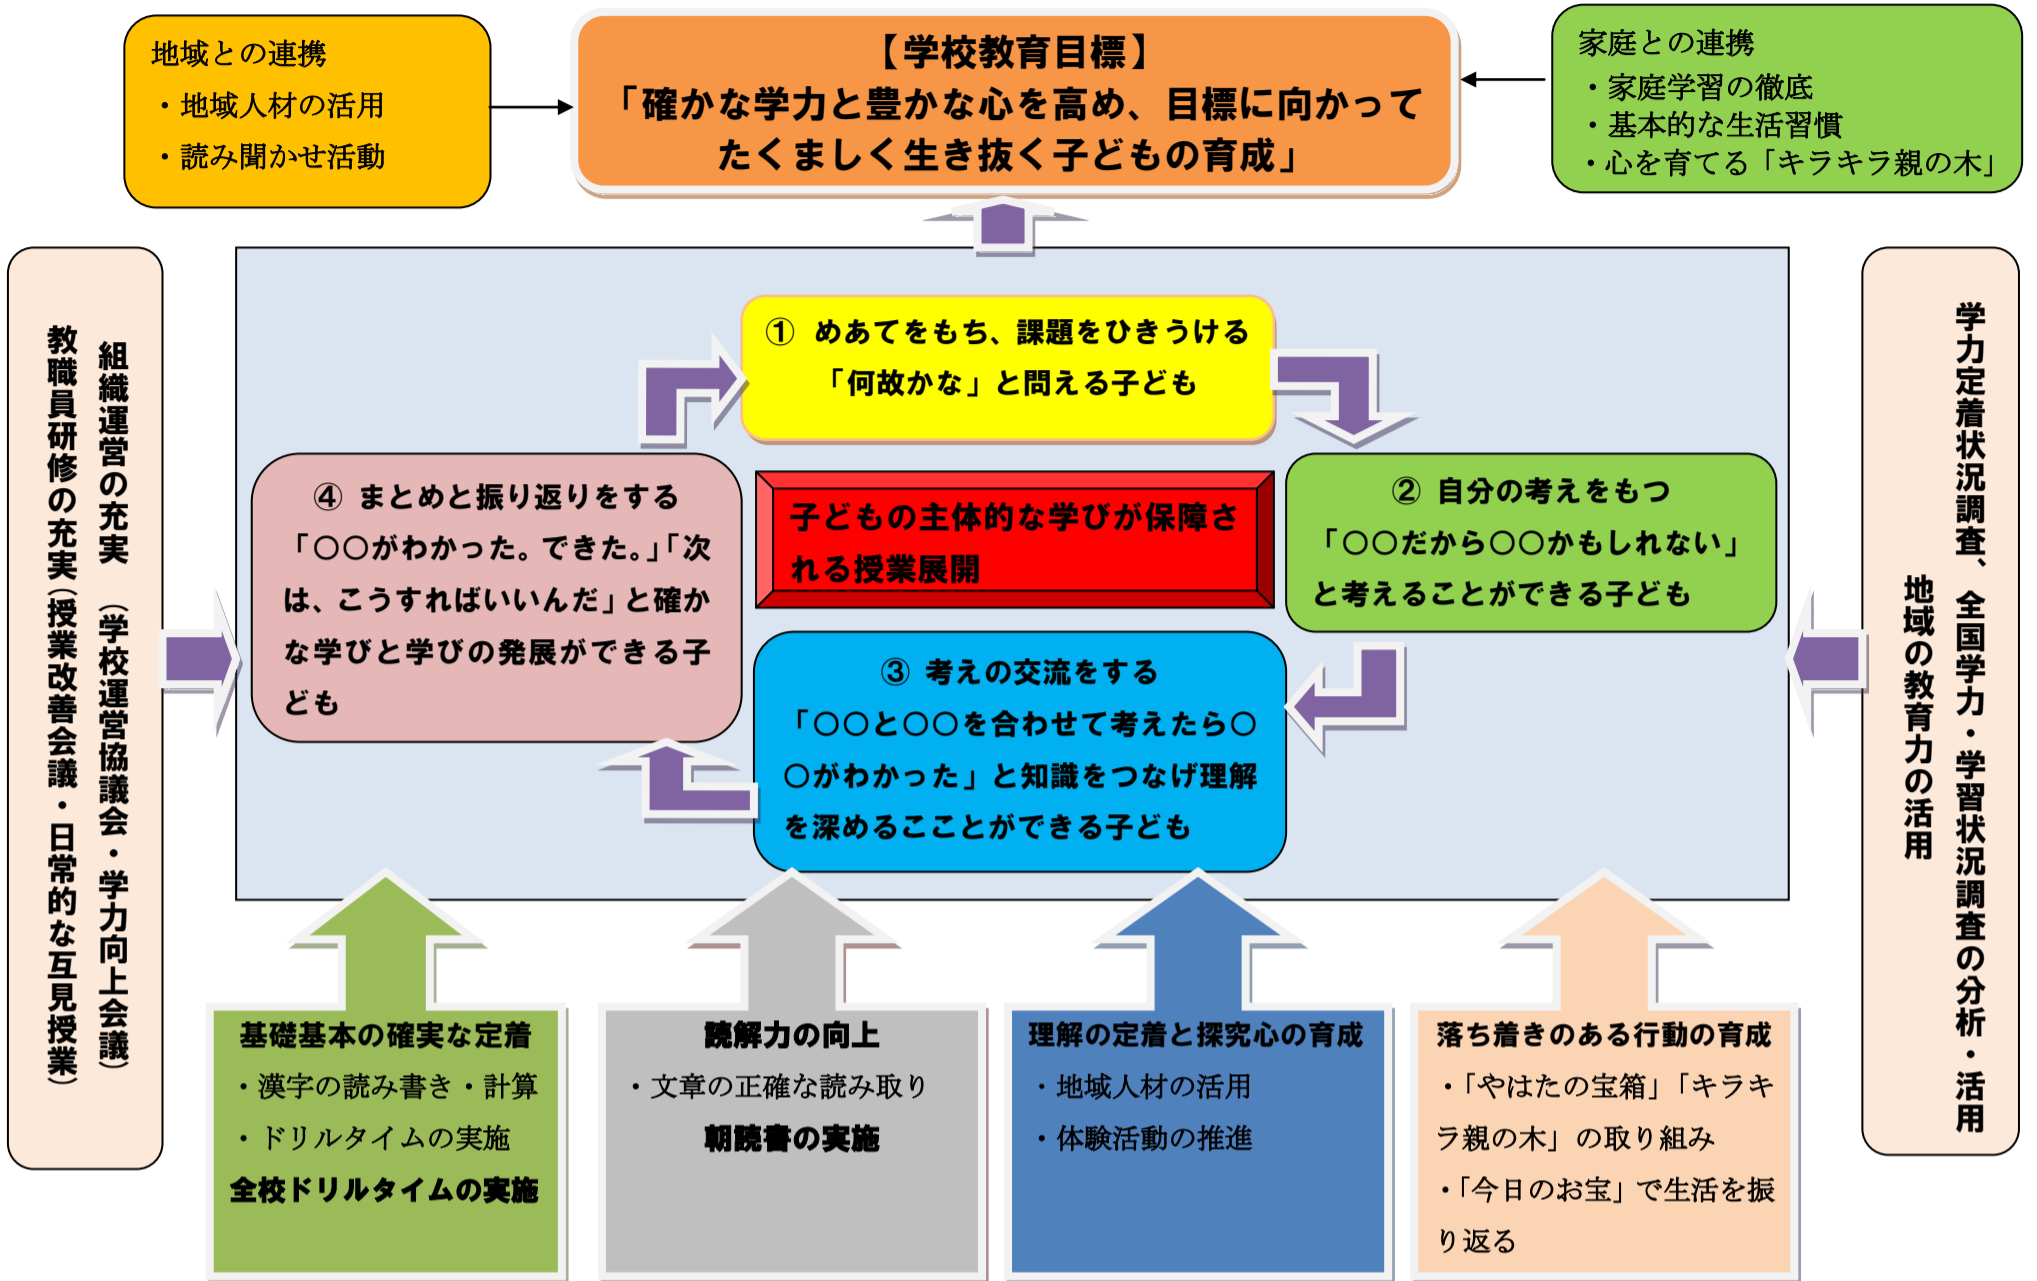 地域との連携
・地域人材の活用
・読み聞かせ活動
【学校教育目標】
「確かな学力と豊かな心を高め、目標に向かって
たくましく生き抜く子どもの育成」
家庭との連携
・家庭学習の徹底
・基本的な生活習慣
・心を育てる「キラキラ親の木」
組織運営の充実　（学校運営協議会・学力向上会議）
教職員研修の充実（授業改善会議・日常的な互見授業）
① めあてをもち、課題をひきうける
「何故かな」と問える子ども
② 自分の考えをもつ
「○○だから○○かもしれない」
と考えることができる子ども
子どもの主体的な学びが保障さ
れる授業展開
③ 考えの交流をする
「○○と○○を合わせて考えたら○
○がわかった」と知識をつなげ理解
を深めるこことができる子ども
④ まとめと振り返りをする
「○○がわかった。できた。」「次
は、こうすればいいんだ」と確か
な学びと学びの発展ができる子
ども
学力定着状況調査、全国学力・学習状況調査の分析・活用
地域の教育力の活用
基礎基本の確実な定着
・漢字の読み書き・計算
・ドリルタイムの実施
全校ドリルタイムの実施
読解力の向上
・文章の正確な読み取り
朝読書の実施
理解の定着と探究心の育成
・地域人材の活用
・体験活動の推進
落ち着きのある行動の育成
・「やはたの宝箱」「キラキ
ラ親の木」の取り組み
・「今日のお宝」で生活を振
り返る